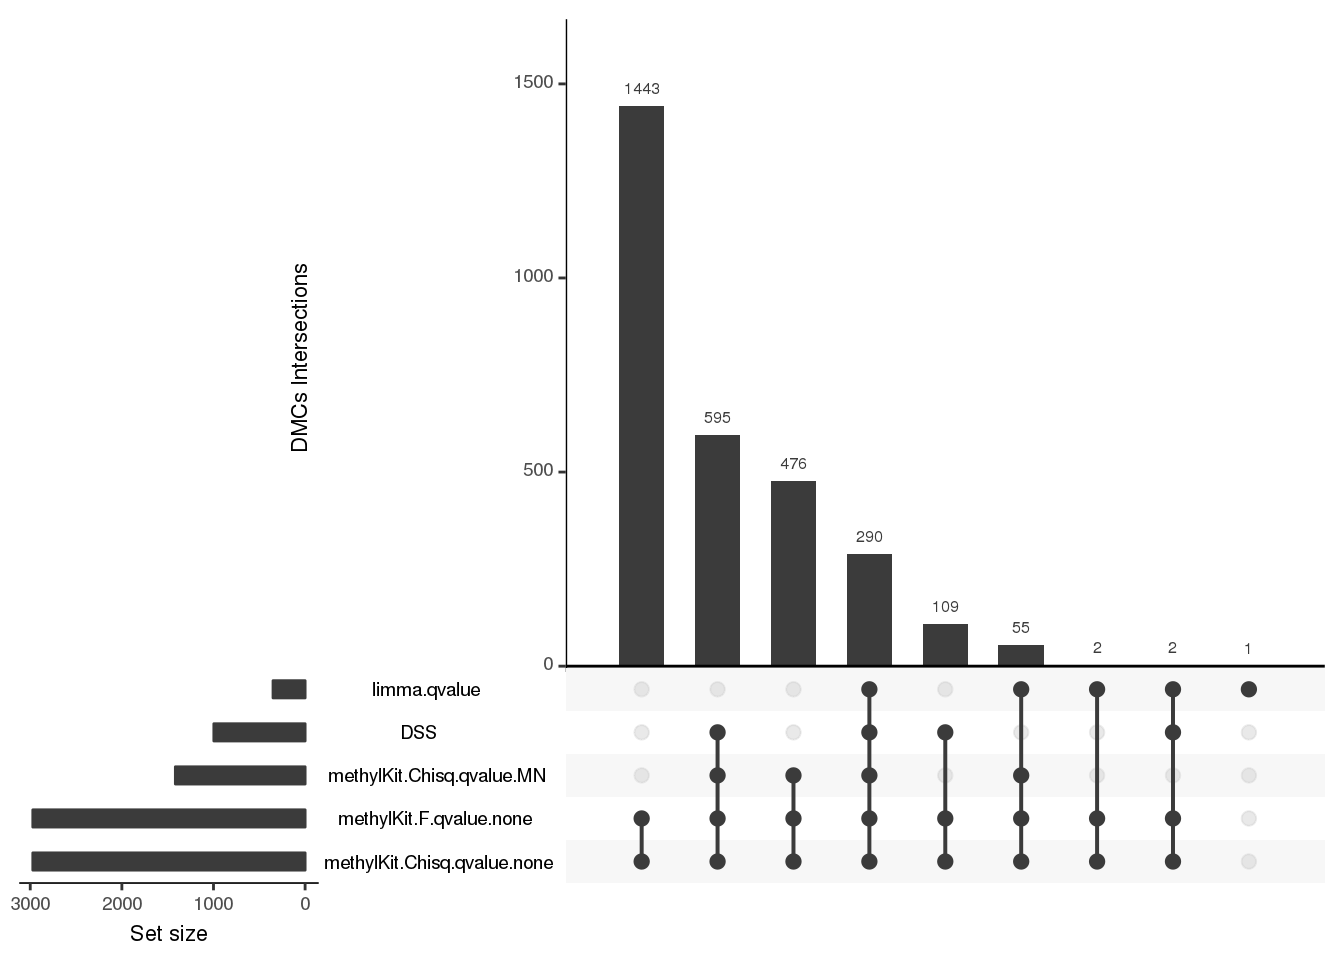 1500
1000
500
0
DMCs Intersections
1443
595
476
290
109
55
2
2
1
limma.qvalue
DSS
methylKit.Chisq.qvalue.MN
methylKit.F.qvalue.none
methylKit.Chisq.qvalue.none
3000 2000 1000 0
Set size